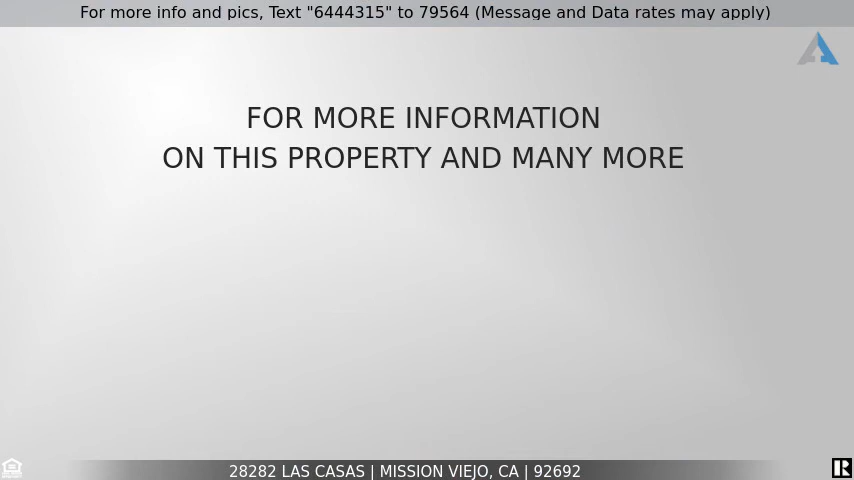 For more info and pics, Text "6444315" to 79564 (Message and Data rates may apply)
FOR MORE INFORMATION
ON THIS PROPERTY AND MANY MORE
28282 LAS CASAS | MISSION VIEJO, CA | 92692